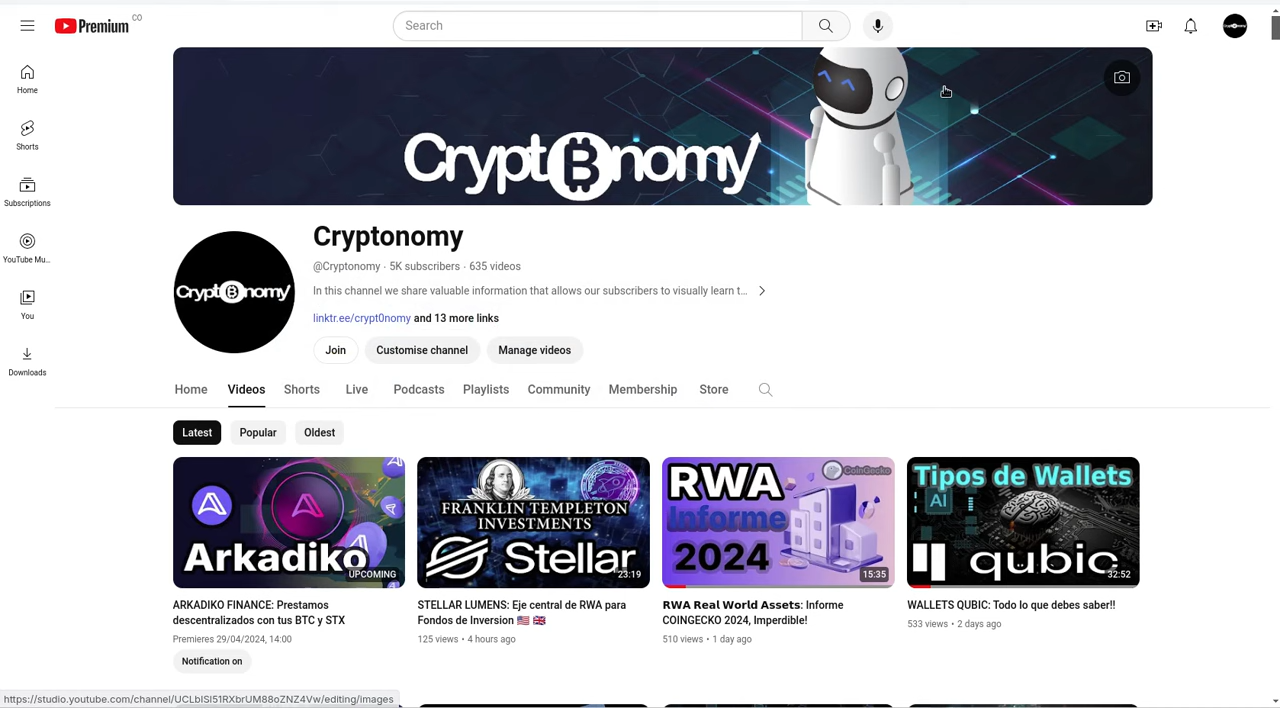 Premium CO
Search
Home
Shorts
Subscriptions
YouTube Mu...
You
Downloads
Cryptonomy
Cryptonomy
Cryptonomy
@Cryptonomy · 5K subscribers · 635 videos
In this channel we share valuable information that allows our subscribers to visually learn t...
linktr.ee/crypt0nomy and 13 more links
Join Customise channel Manage videos
Home Videos Shorts Live Podcasts Playlists Community Membership Store
Latest Popular Oldest
Arkadiko
UPCOMING
ARKADIKO FINANCE: Prestamos
descentralizados con tus BTC y STX
Premieres 29/04/2024, 14:00
Notification on
FRANKLIN TEMPLETON
INVESTMENTS
Stellar
23:19
STELLAR LUMENS: Eje central de RWA para
Fondos de Inversion 🇺🇸 🇬🇧
125 views · 4 hours ago
RWA
CoinGecko
Informe
2024
15:35
RWA Real World Assets: Informe
COINGECKO 2024, Imperdible!
510 views · 1 day ago
Tipos de Wallets
AI
qubic
32:52
WALLETS QUBIC: Todo lo que debes saber!!
533 views · 2 days ago
https://studio.youtube.com/channel/UCLbISI51RXbrUM88oZNZ4Vw/editing/images